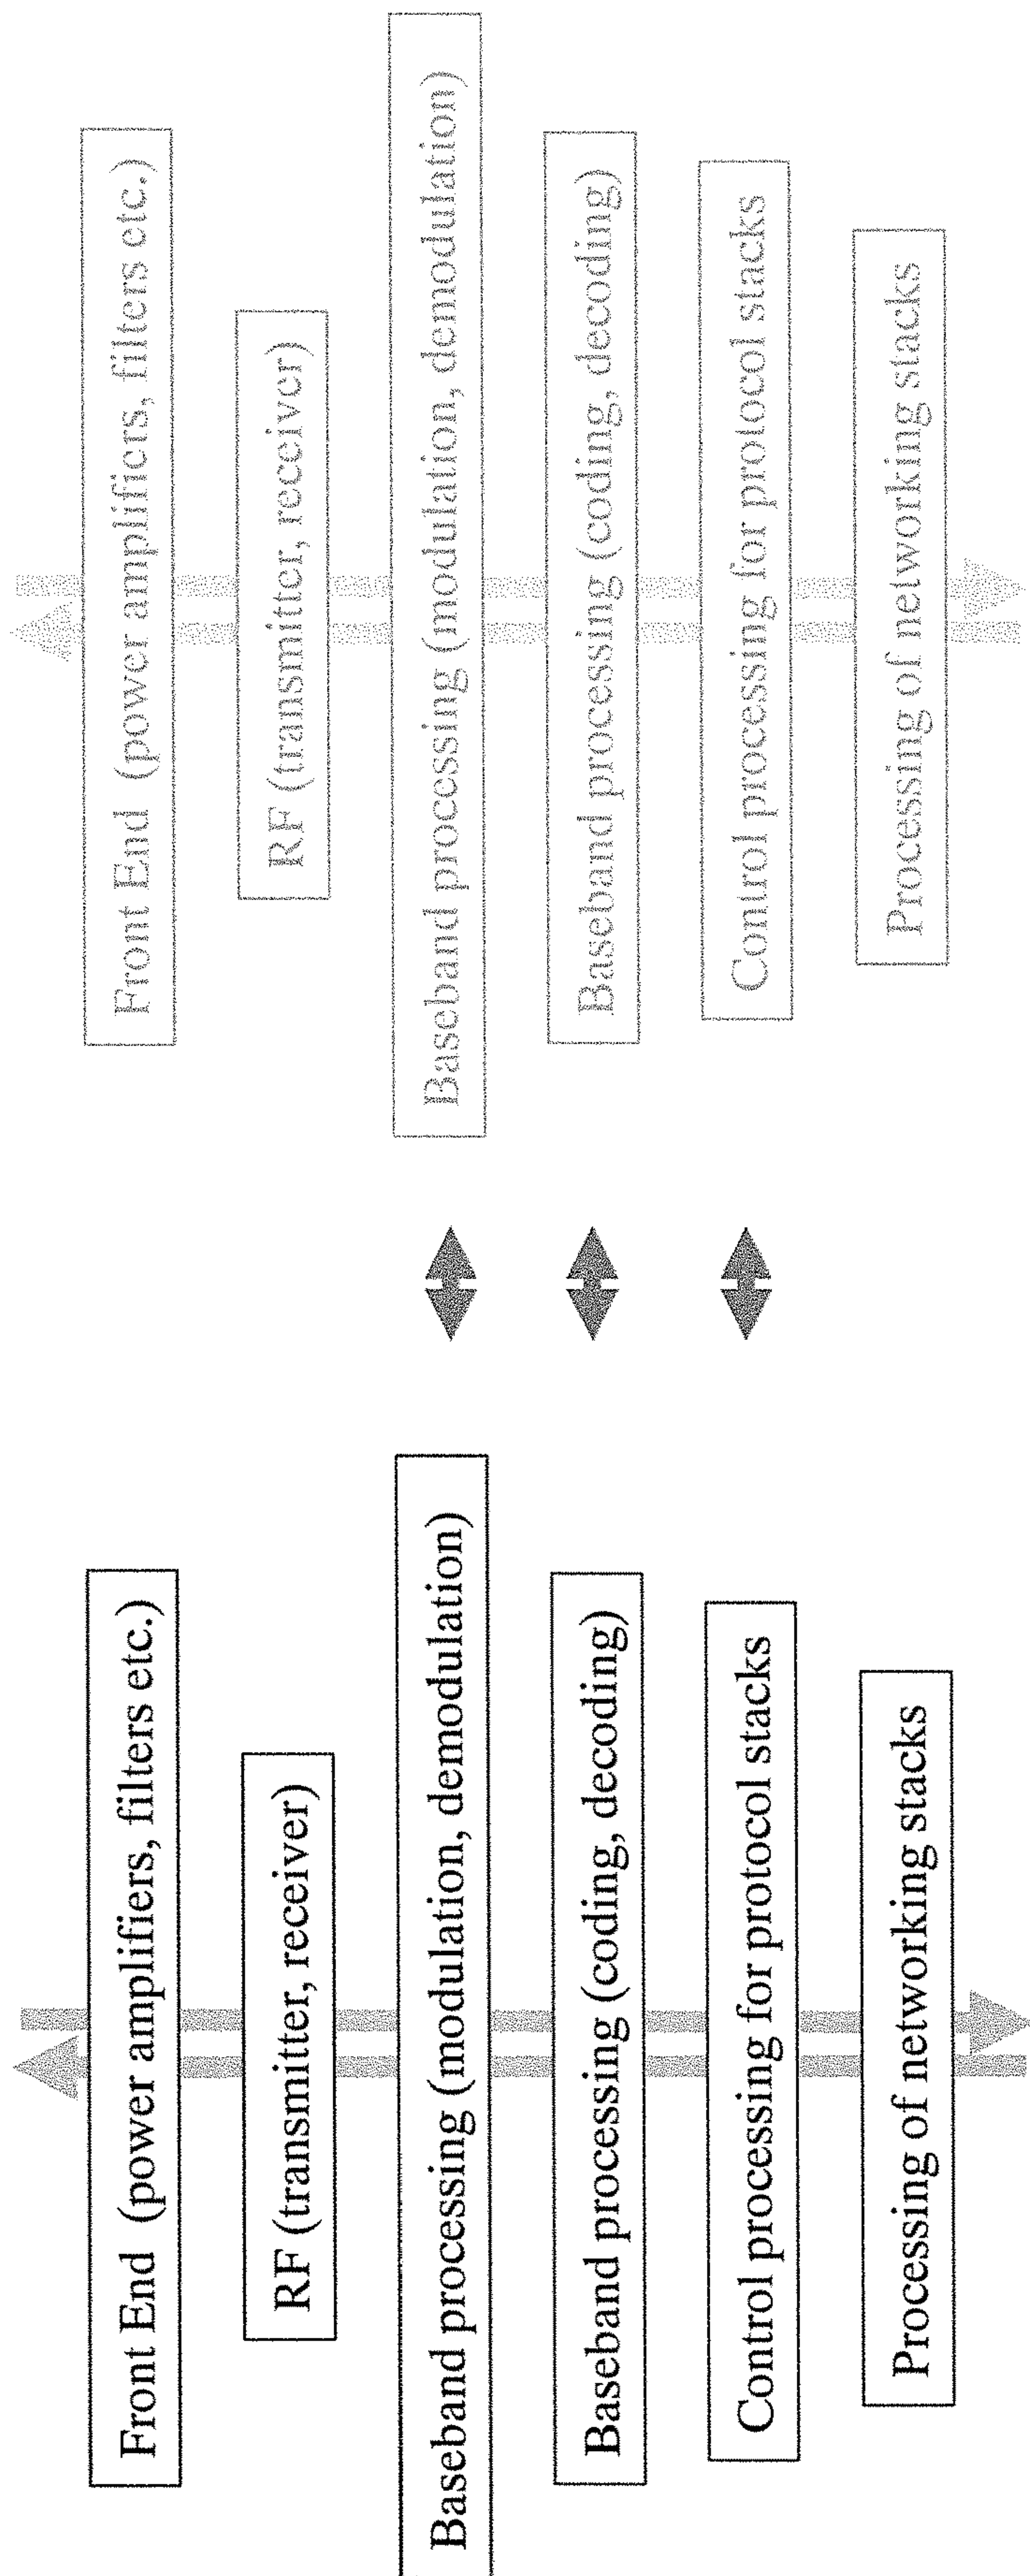 Front End (power amplifiers, filters etc.)
RF (transmitter, receiver)
Baseband processing (modulation, demodulation)
Baseband processing (coding, decoding)
Control processing for protocol stacks
Processing of networking stacks
Front End (power amplifiers, filters etc.)
RF (transmitter, receiver)
Baseband processing (modulation, demodulation)
Baseband processing (coding, decoding)
Control processing for protocol stacks
Processing of networking stacks